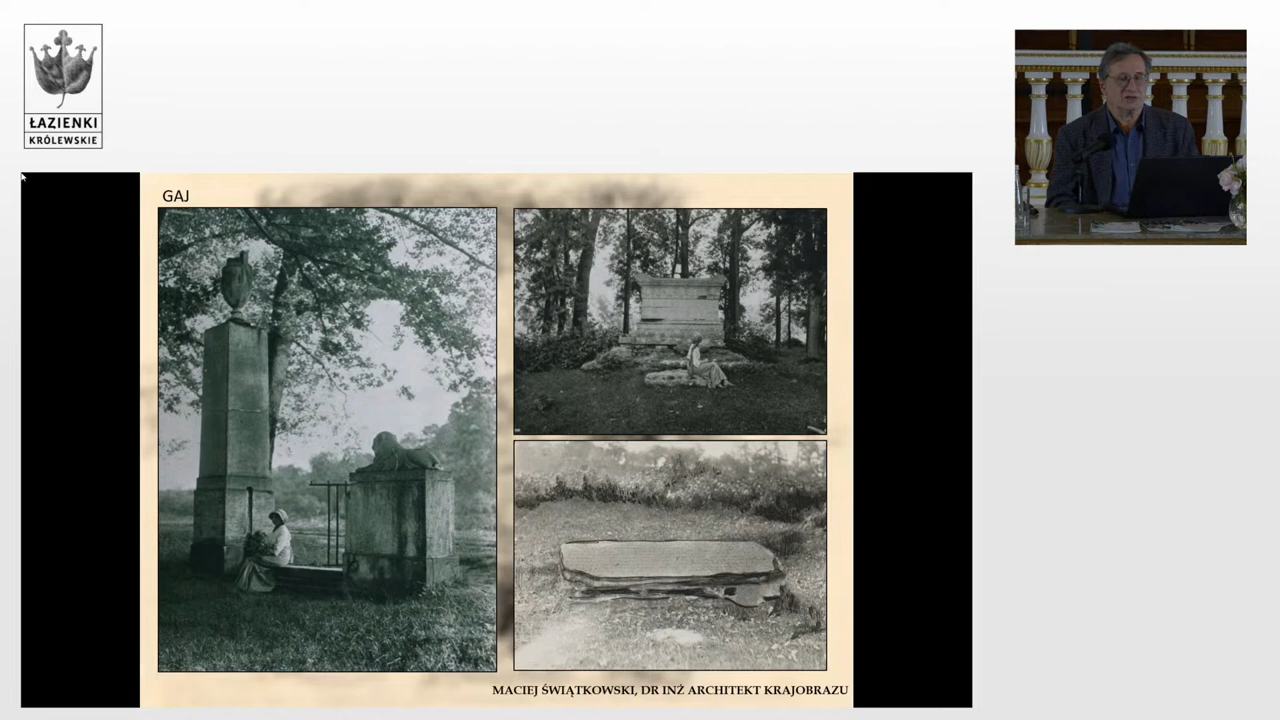 ŁAZIENKI
KRÓLEWSKIE
GAJ
MACIEJ ŚWIĄTKOWSKI, DR INŻ ARCHITEKT KRAJOBRAZU